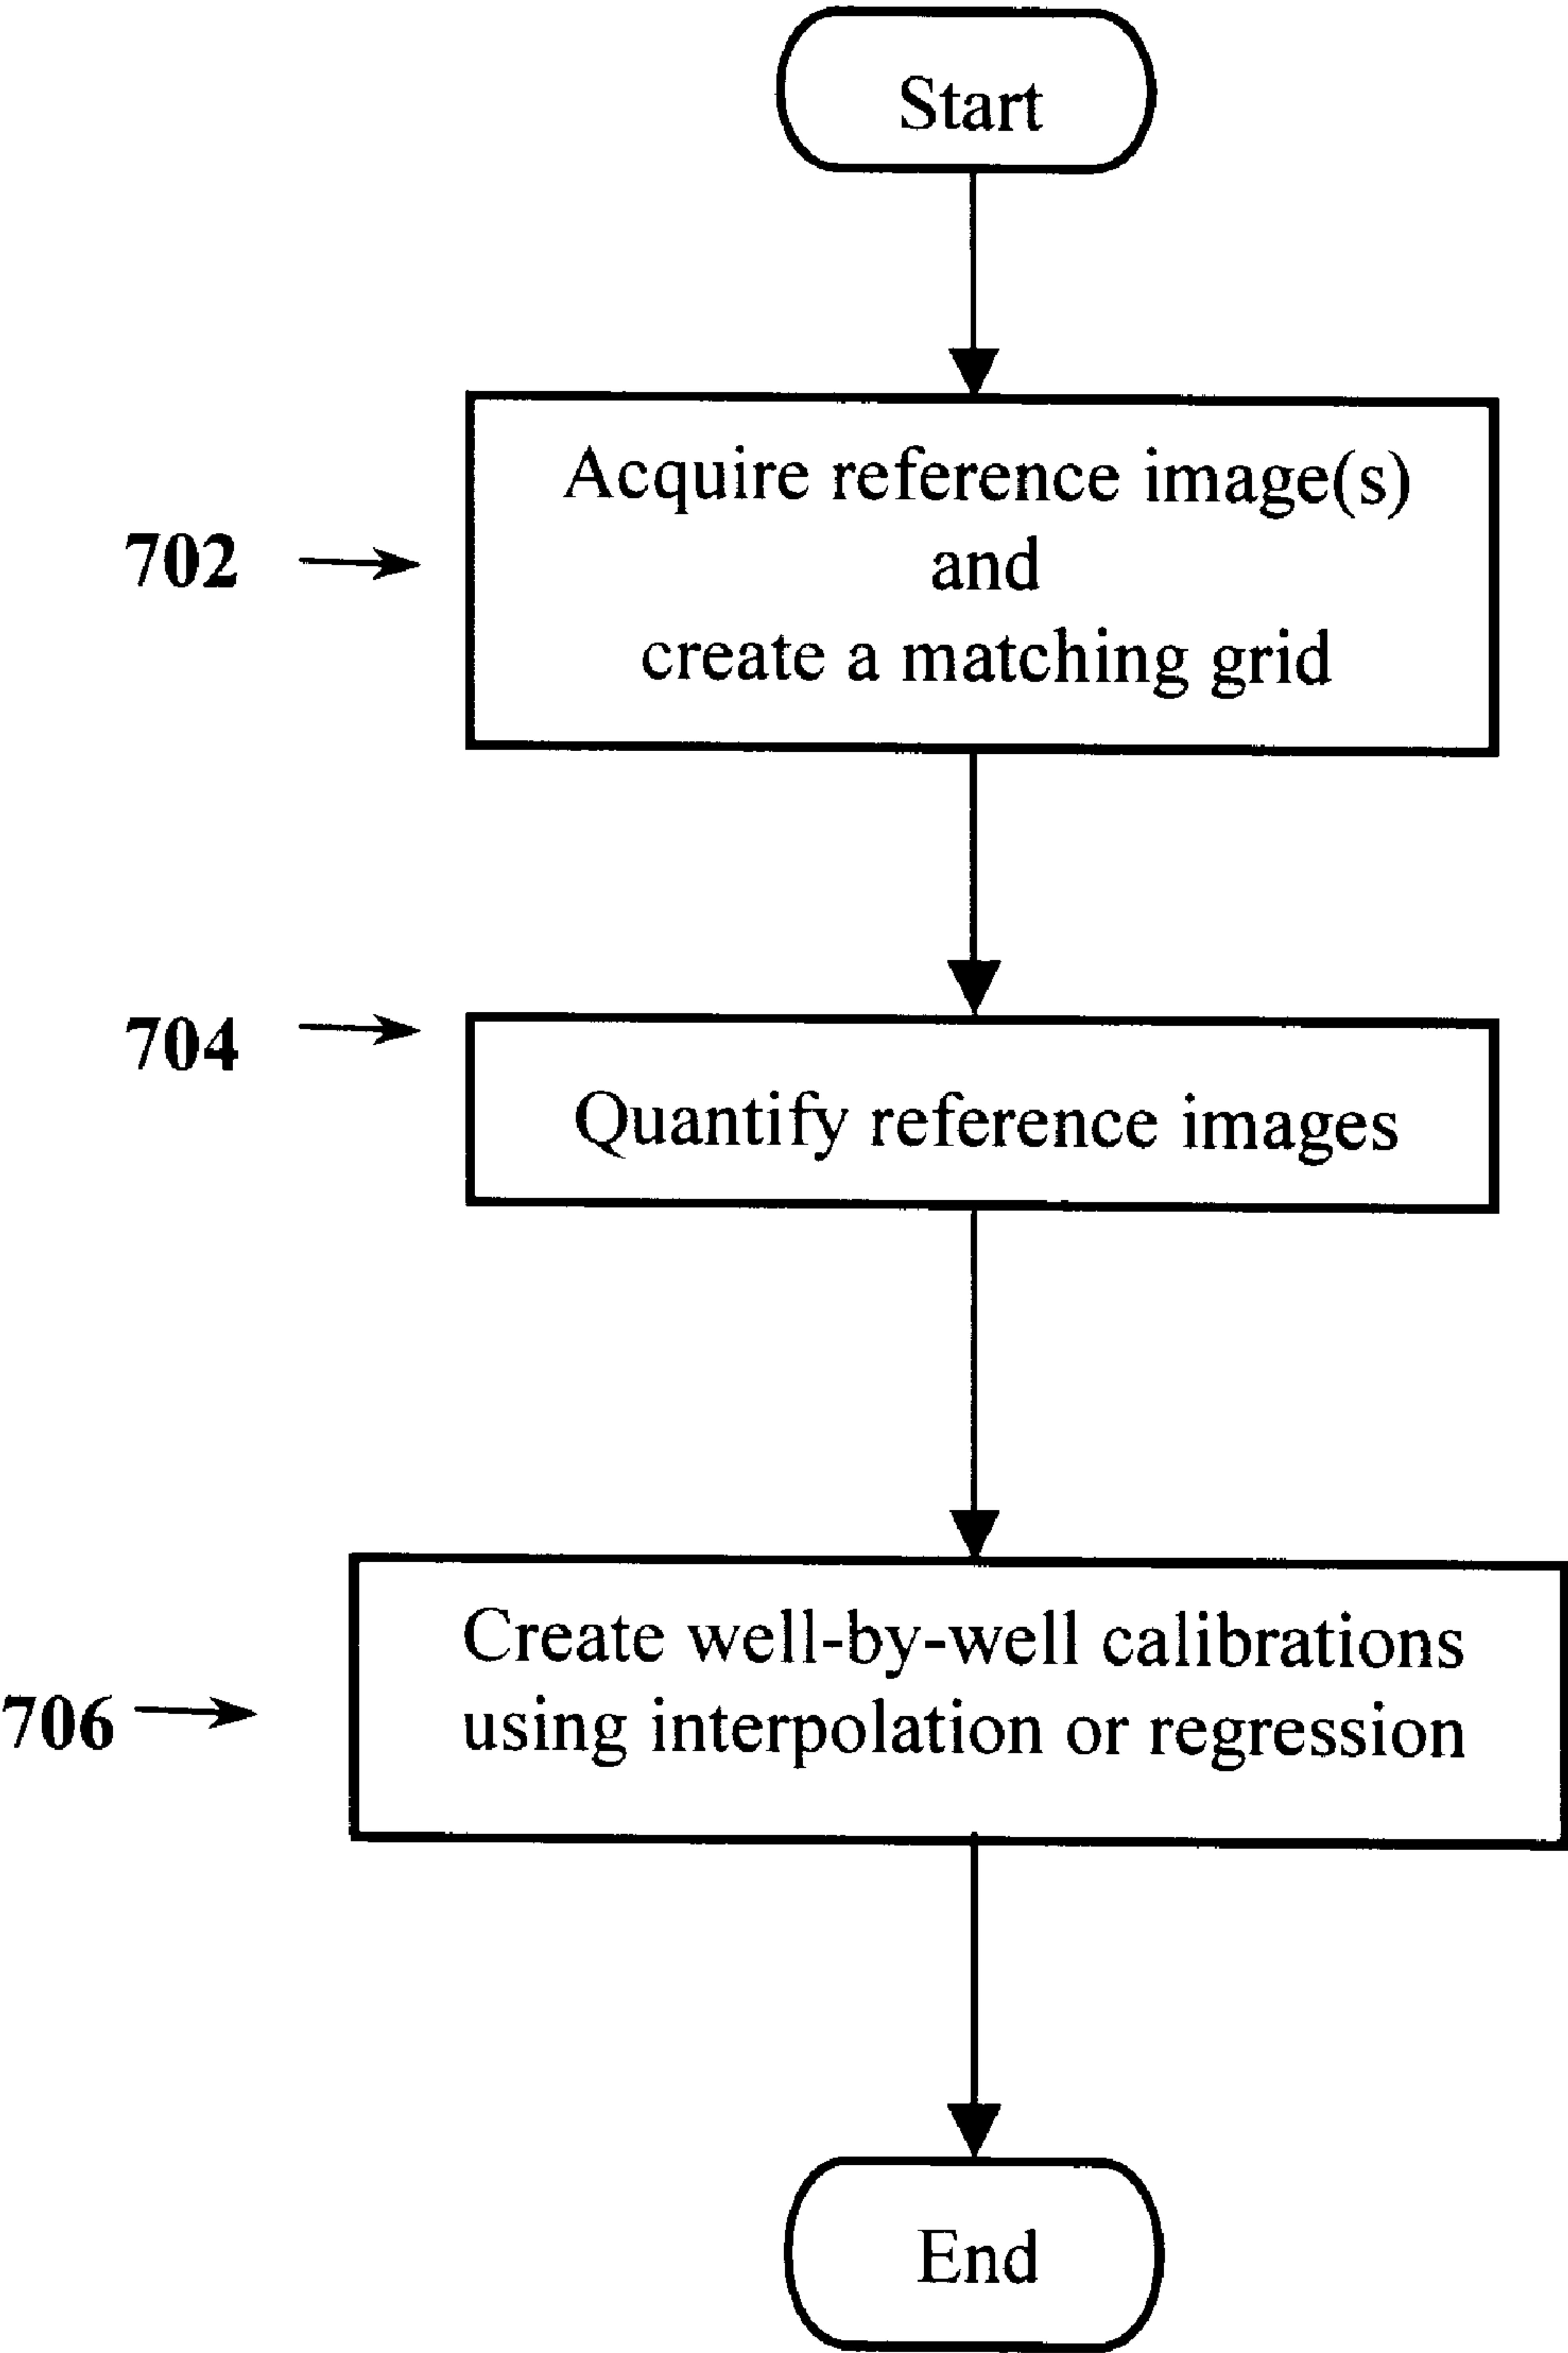 Start
702
Acquire reference image(s)
and
create a matching grid
704
Quantify reference images
706
Create well-by-well calibrations
using interpolation or regression
End